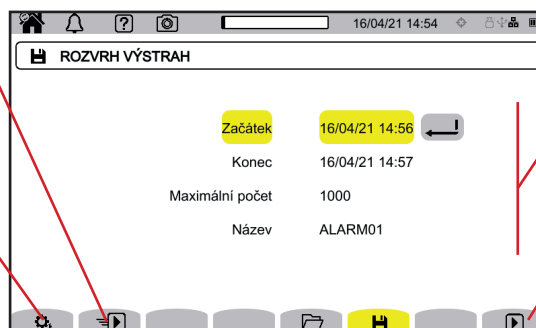 16/04/21 14:54
ROZVRH VÝSTRAH
Začátek 16/04/21 14:56
Konec 16/04/21 14:57
Maximální počet 1000
Název ALARM01